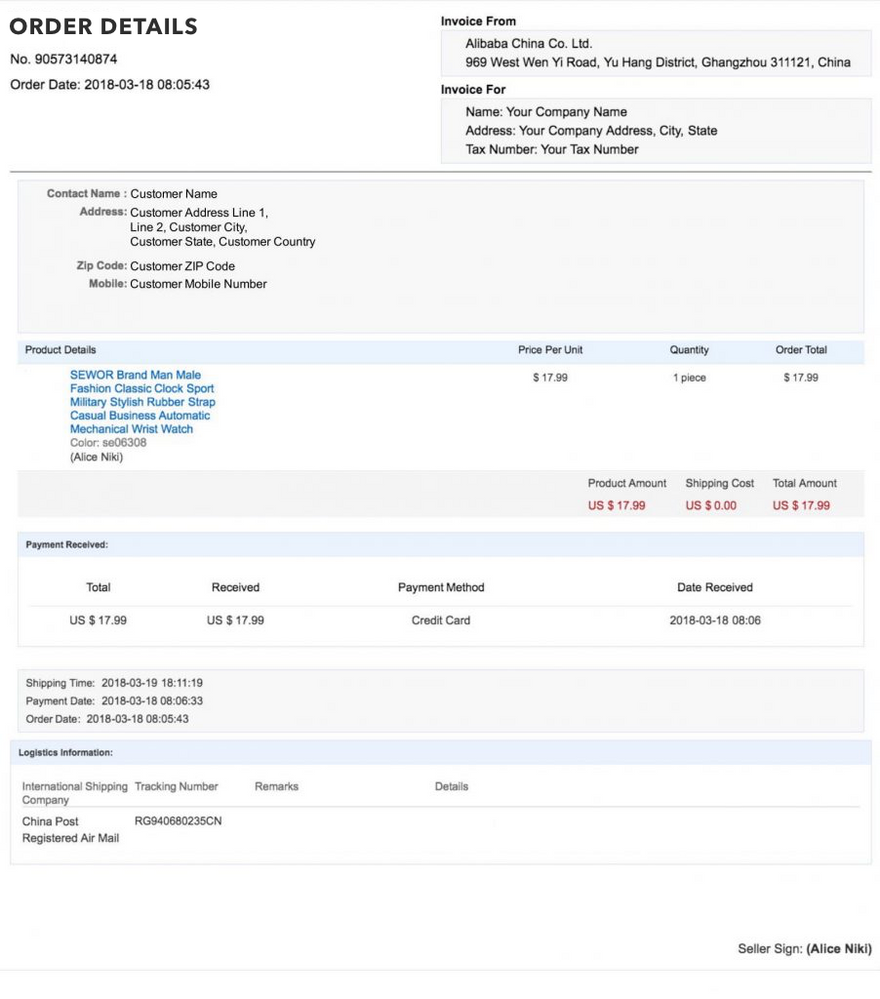 ORDER DETAILS
No. 90573140874
Order Date: 2018-03-18 08:05:43
Invoice From
Alibaba China Co. Ltd.
969 West Wen Yi Road, Yu Hang District, Ghangzhou 311121, China
Invoice For
Name: Your Company Name
Address: Your Company Address, City, State
Tax Number: Your Tax Number
Contact Name : Customer Name
Address: Customer Address Line 1,
Line 2, Customer City,
Customer State, Customer Country
Zip Code: Customer ZIP Code
Mobile: Customer Mobile Number
Product Details Price Per Unit Quantity Order Total
SEWOR Brand Man Male $ 17.99 1 piece $ 17.99
Fashion Classic Clock Sport
Military Stylish Rubber Strap
Casual Business Automatic
Mechanical Wrist Watch
Color: se06308
(Alice Niki)
Product Amount Shipping Cost Total Amount
US $ 17.99 US $ 0.00 US $ 17.99
Payment Received:
Total Received Payment Method Date Received
US $ 17.99 US $ 17.99 Credit Card 2018-03-18 08:06
Shipping Time: 2018-03-19 18:11:19
Payment Date: 2018-03-18 08:06:33
Order Date: 2018-03-18 08:05:43
Logistics Information:
International Shipping Tracking Number Remarks Details
Company
China Post RG940680235CN
Registered Air Mail
Seller Sign: (Alice Niki)